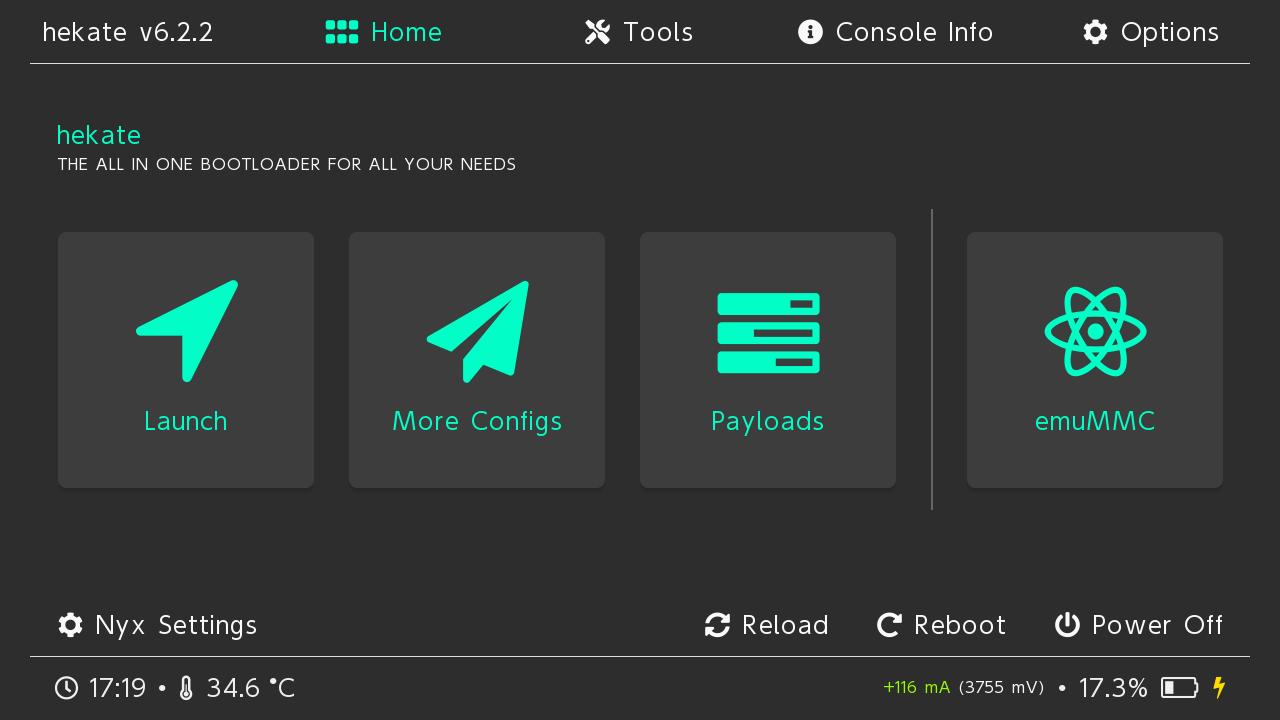 hekate v6.2.2 Home Tools Console Info Options
hekate
THE ALL IN ONE BOOTLOADER FOR ALL YOUR NEEDS
Launch More Configs Payloads emuMMC
Nyx Settings Reload Reboot Power Off
17:19 • 34.6 °C +116 mA (3755 mV) • 17.3%